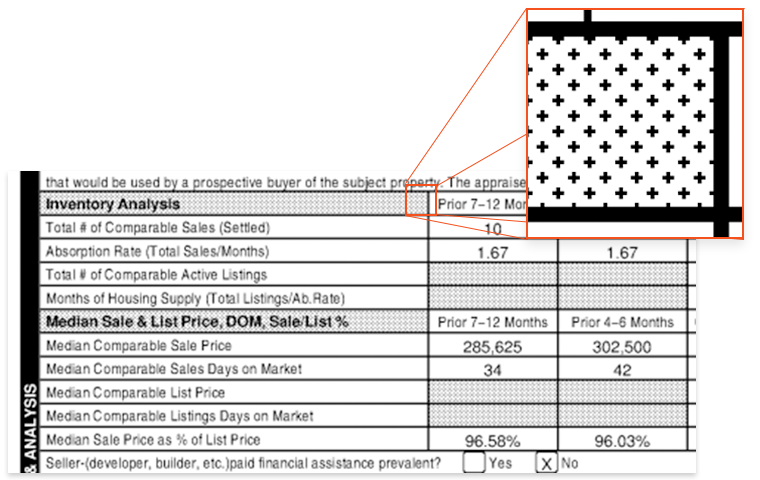 that would be used by a prospective buyer of the subject property. The appraise
Inventory Analysis Prior 7–12 Mon
Total # of Comparable Sales (Settled) 10
Absorption Rate (Total Sales/Months) 1.67 1.67
Total # of Comparable Active Listings
Months of Housing Supply (Total Listings/Ab.Rate)
Median Sale & List Price, DOM, Sale/List % Prior 7–12 Months Prior 4–6 Months
Median Comparable Sale Price 285,625 302,500
Median Comparable Sales Days on Market 34 42
Median Comparable List Price
Median Comparable Listings Days on Market
Median Sale Price as % of List Price 96.58% 96.03%
Seller-(developer, builder, etc.)paid financial assistance prevalent? Yes X No
& ANALYSIS